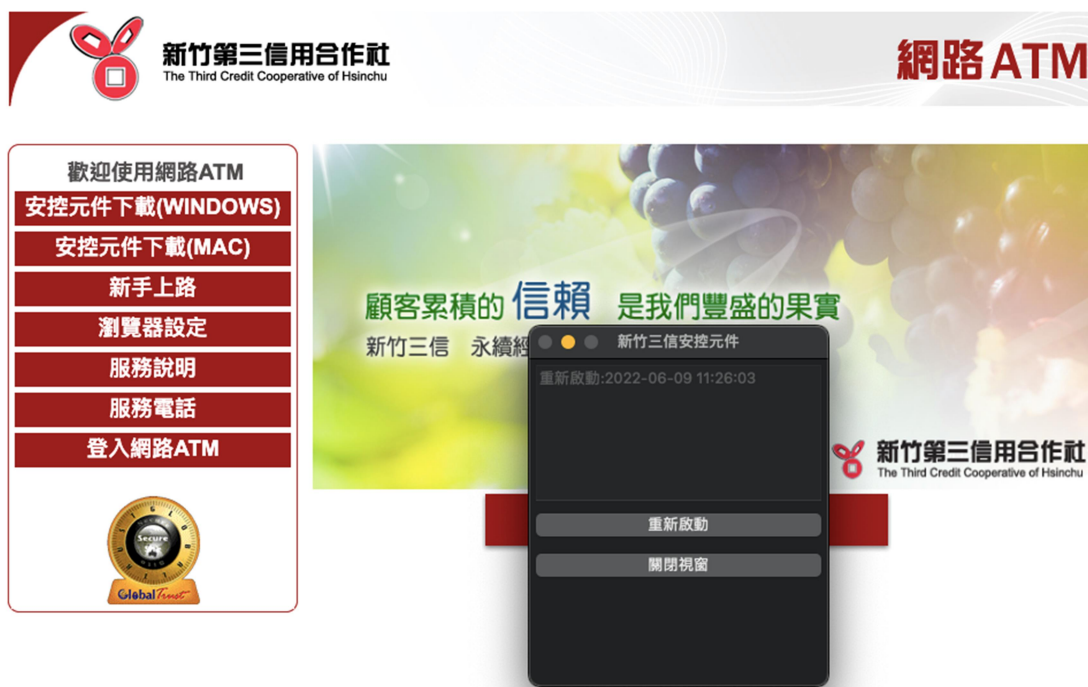 新竹第三信用合作社
The Third Credit Cooperative of Hsinchu
網路ATM
歡迎使用網路ATM
安控元件下載(WINDOWS)
安控元件下載(MAC)
新手上路
瀏覽器設定
服務說明
服務電話
登入網路ATM
Secure
GlobalTrust
顧客累積的 信賴 是我們豐盛的果實
新竹三信 永續經
新竹三信安控元件
重新啟動:2022-06-09 11:26:03
重新啟動
關閉視窗
新竹第三信用合作社
The Third Credit Cooperative of Hsinchu